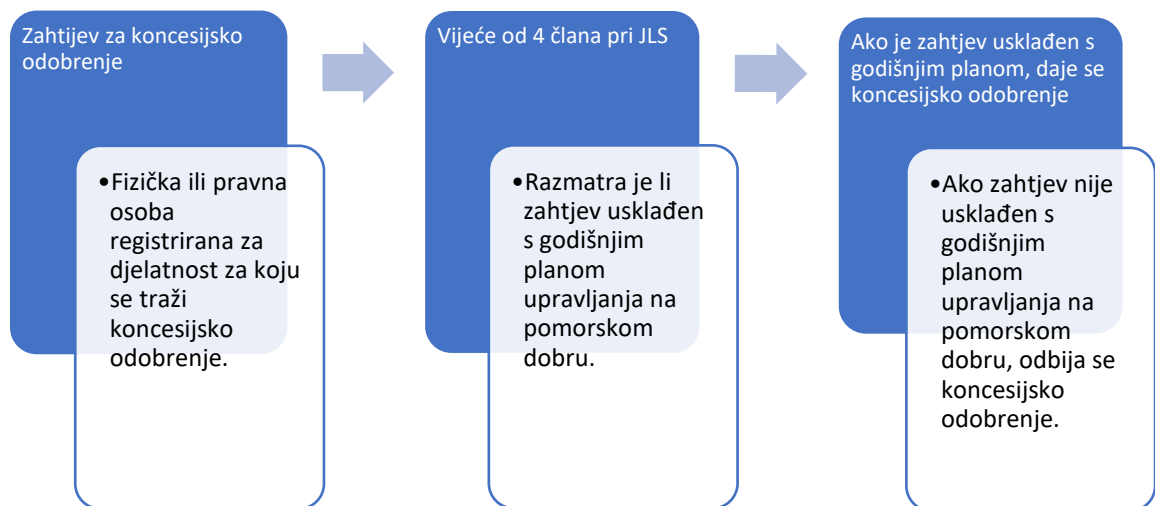 Zahtijev za koncesijsko
odobrenje
•Fizička ili pravna
osoba
registrirana za
djelatnost za koju
se traži
koncesijsko
odobrenje.
Vijeće od 4 člana pri JLS
•Razmatra je li
zahtjev usklađen
s godišnjim
planom
upravljanja na
pomorskom
dobru.
Ako je zahtjev usklađen s
godišnjim planom, daje se
koncesijsko odobrenje
•Ako zahtjev nije
usklađen s
godišnjim
planom
upravljanja na
pomorskom
dobru, odbija se
koncesijsko
odobrenje.